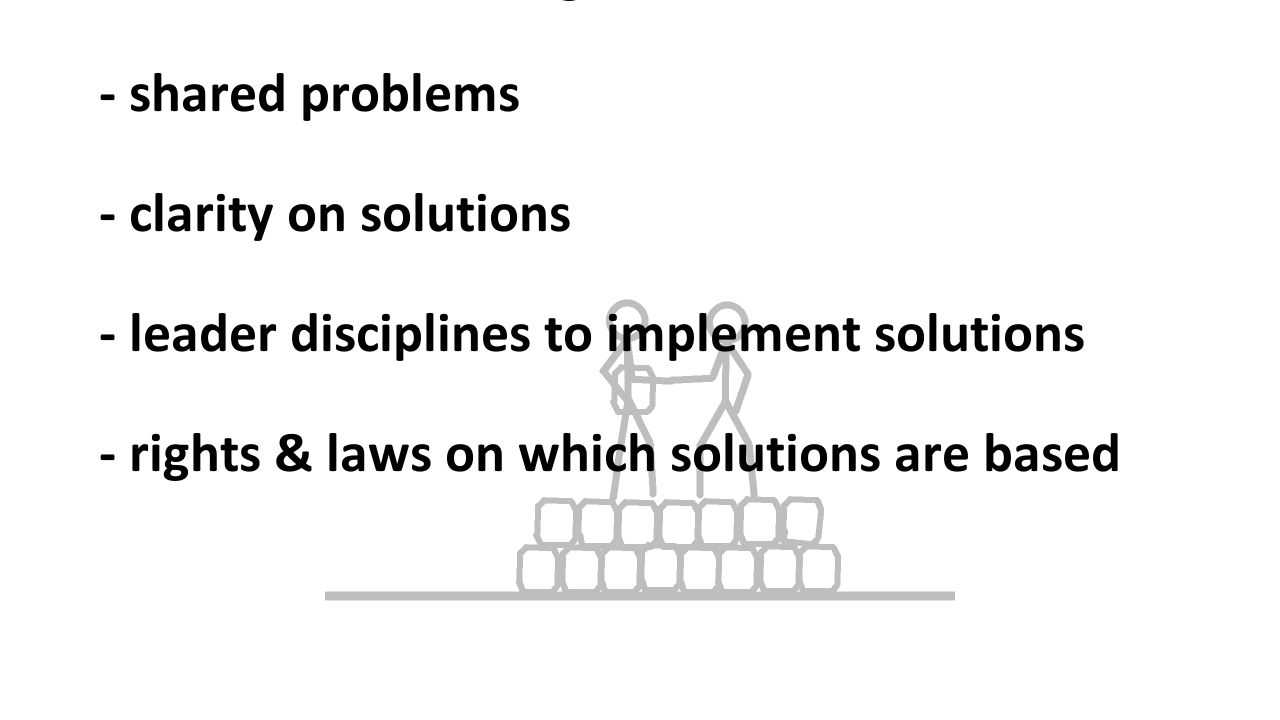 - shared problems
- clarity on solutions
- leader disciplines to implement solutions
- rights & laws on which solutions are based